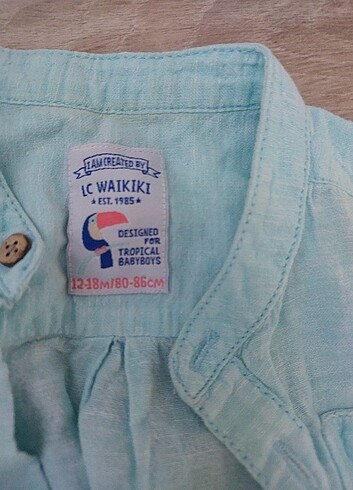 I AM CREATED BY
LC WAIKIKI
★ EST. 1985 ★
DESIGNED
FOR
TROPICAL
BABYBOYS
12-18M/80-86CM